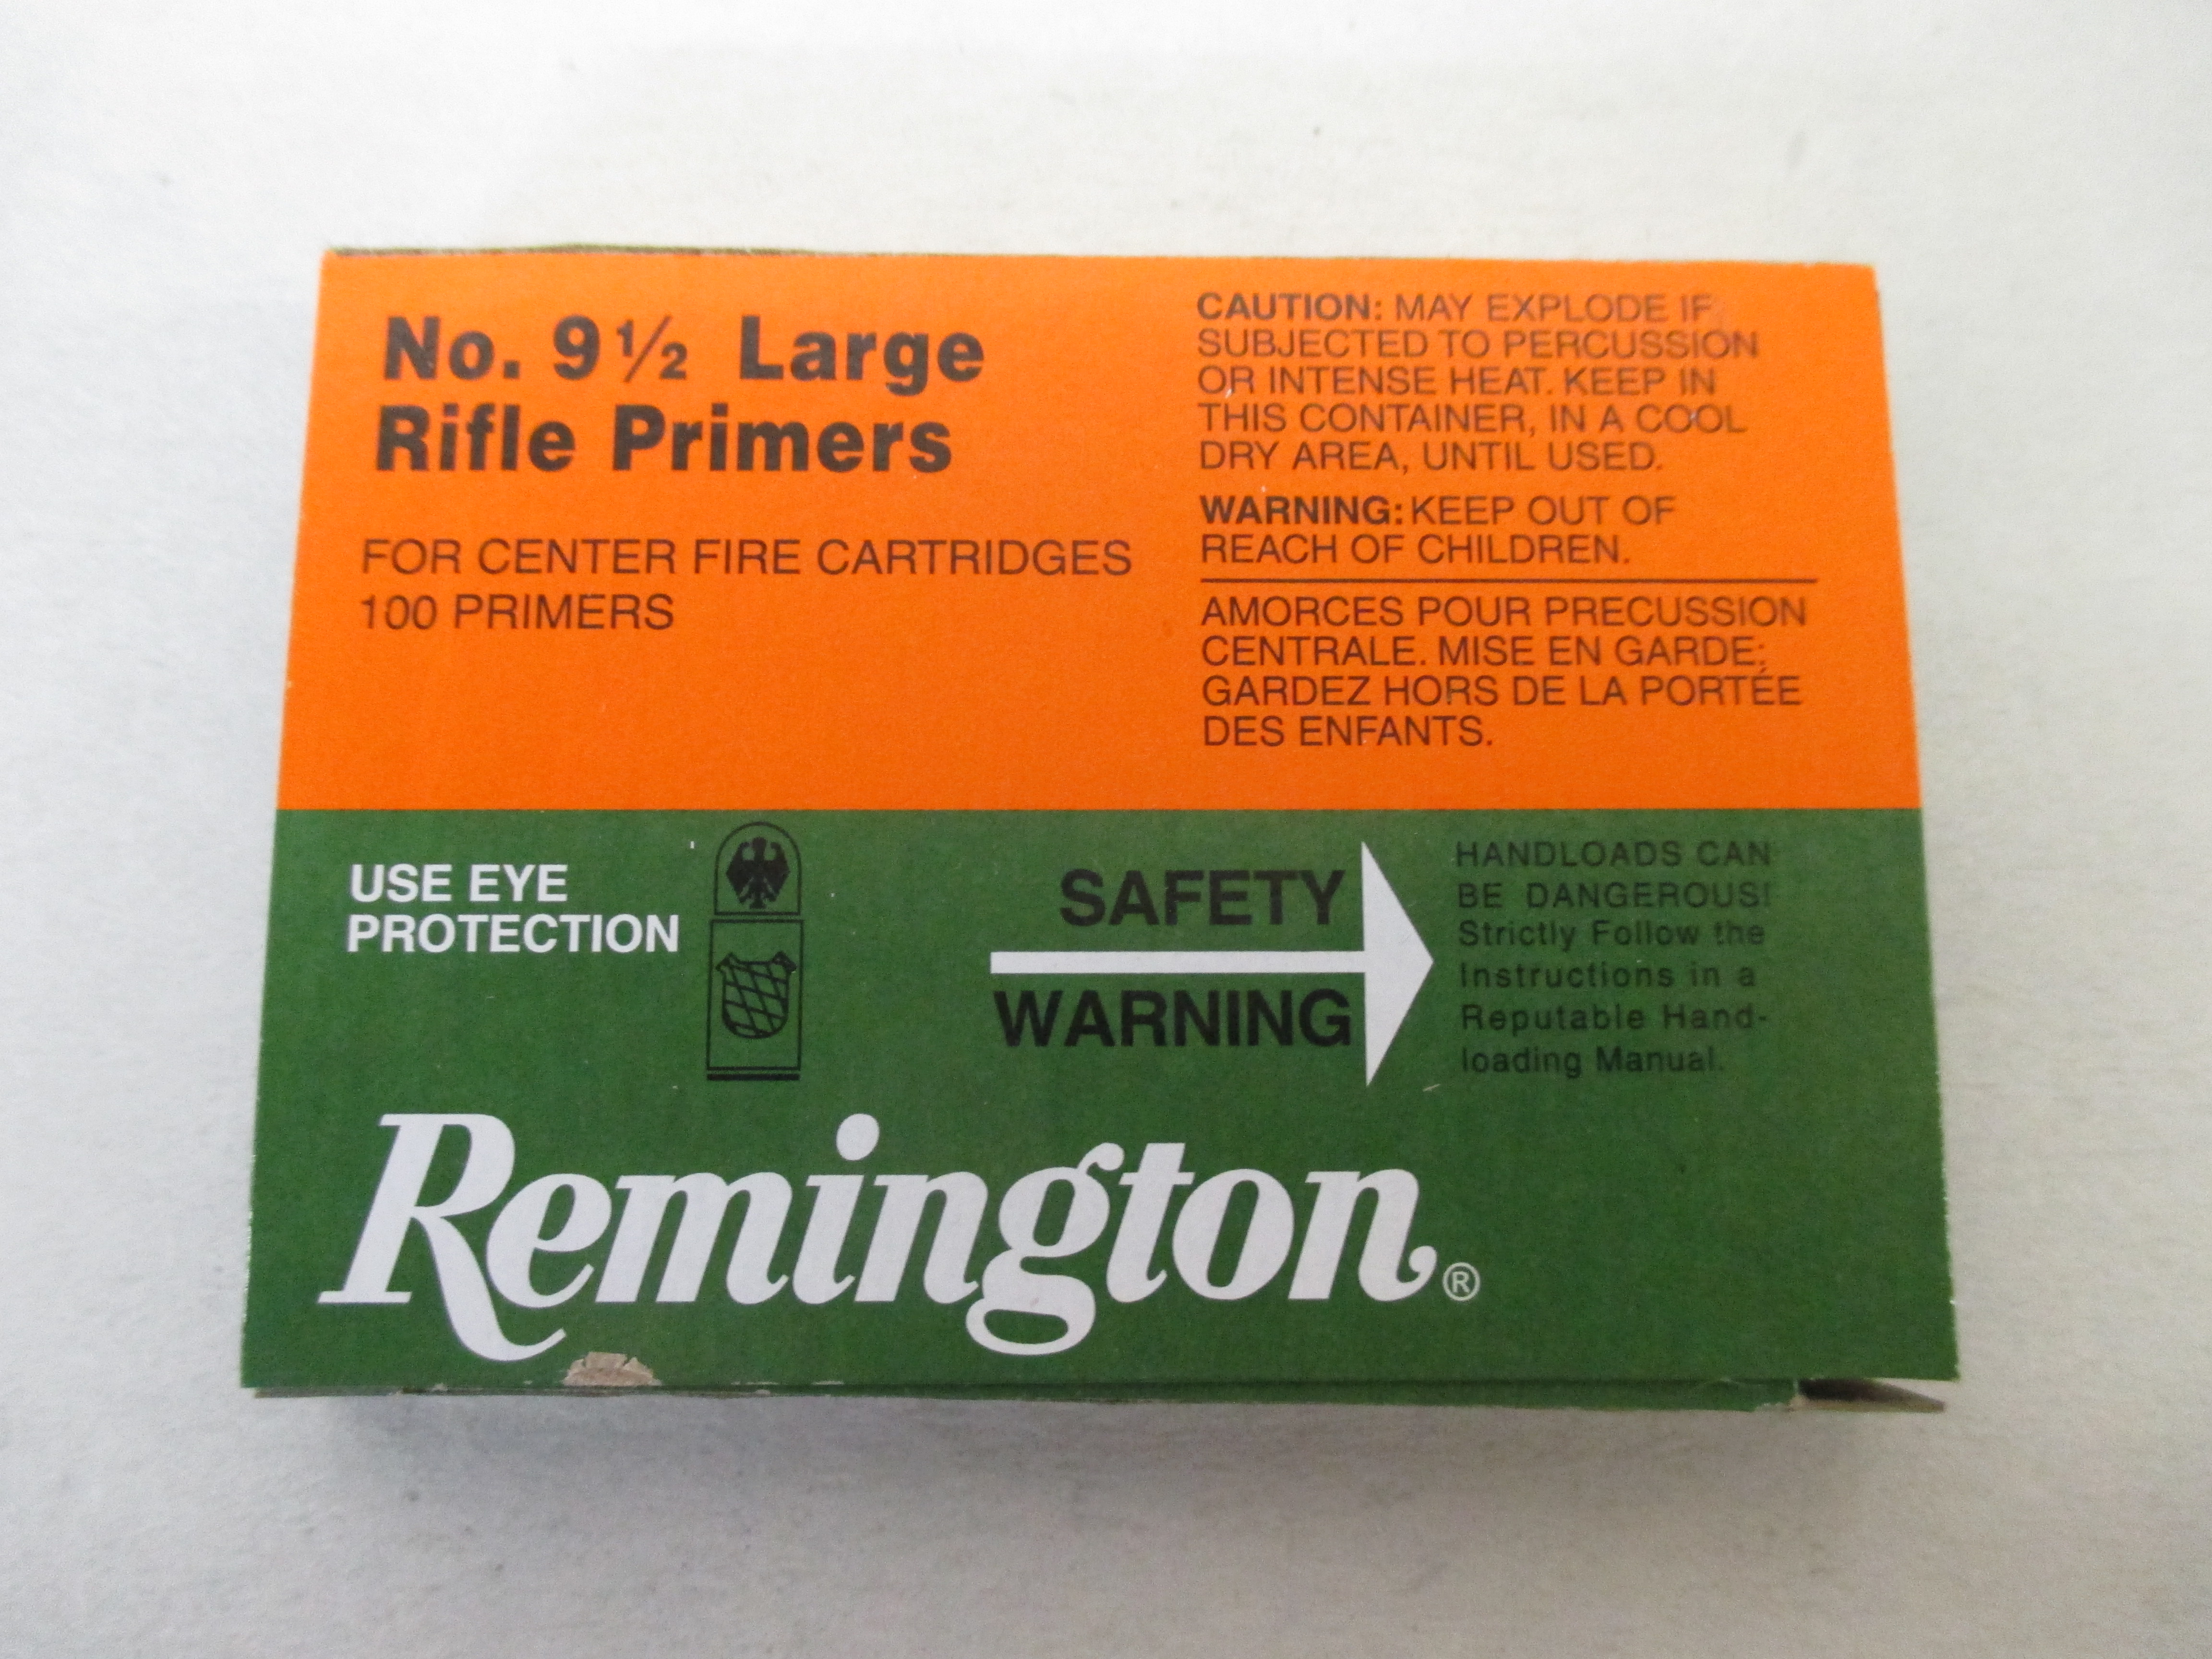 No. 9 ½ Large
Rifle Primers
FOR CENTER FIRE CARTRIDGES
100 PRIMERS
CAUTION: MAY EXPLODE IF
SUBJECTED TO PERCUSSION
OR INTENSE HEAT. KEEP IN
THIS CONTAINER, IN A COOL
DRY AREA, UNTIL USED.
WARNING: KEEP OUT OF
REACH OF CHILDREN.
AMORCES POUR PRECUSSION
CENTRALE. MISE EN GARDE:
GARDEZ HORS DE LA PORTÉE
DES ENFANTS.
USE EYE
PROTECTION
SAFETY
WARNING
HANDLOADS CAN
BE DANGEROUS!
Strictly Follow the
Instructions in a
Reputable Hand-
loading Manual.
Remington®